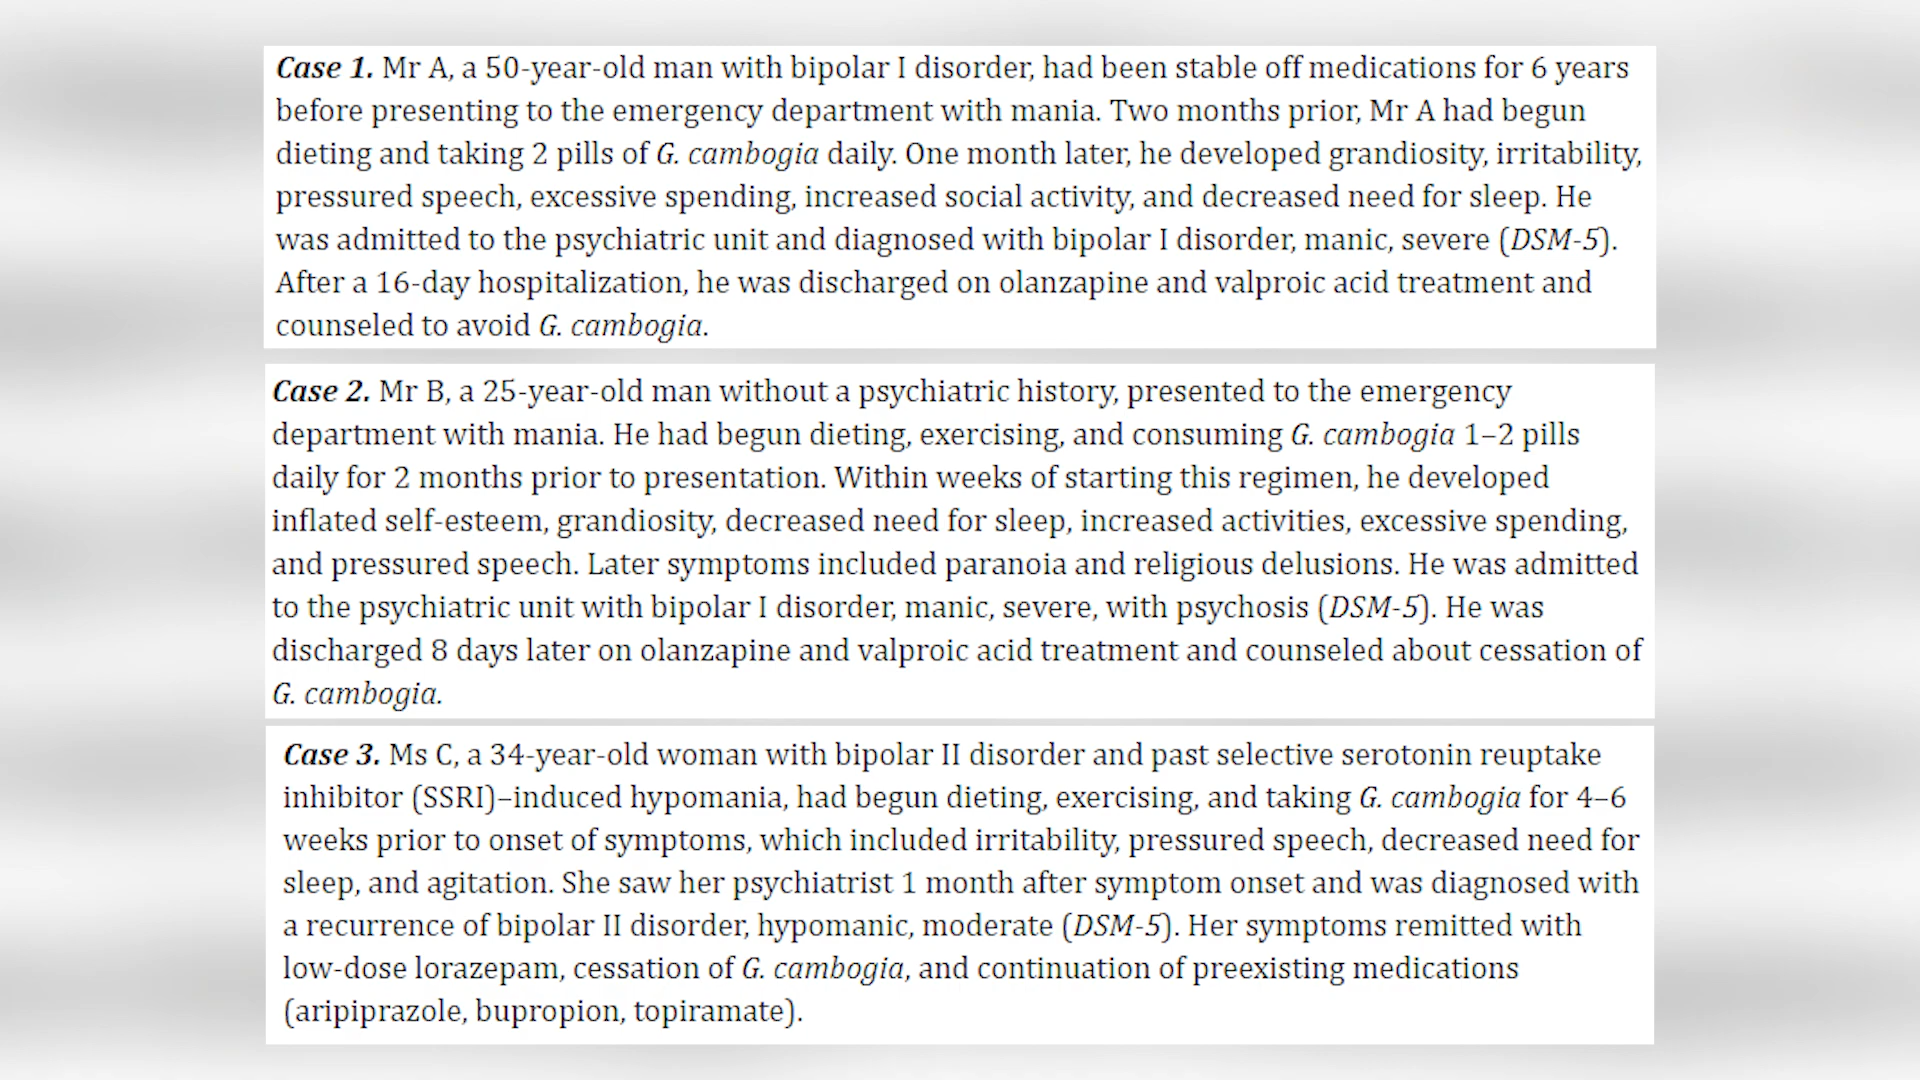 Case 1. Mr A, a 50-year-old man with bipolar I disorder, had been stable off medications for 6 years
before presenting to the emergency department with mania. Two months prior, Mr A had begun
dieting and taking 2 pills of G. cambogia daily. One month later, he developed grandiosity, irritability,
pressured speech, excessive spending, increased social activity, and decreased need for sleep. He
was admitted to the psychiatric unit and diagnosed with bipolar I disorder, manic, severe (DSM-5).
After a 16-day hospitalization, he was discharged on olanzapine and valproic acid treatment and
counseled to avoid G. cambogia.
Case 2. Mr B, a 25-year-old man without a psychiatric history, presented to the emergency
department with mania. He had begun dieting, exercising, and consuming G. cambogia 1–2 pills
daily for 2 months prior to presentation. Within weeks of starting this regimen, he developed
inflated self-esteem, grandiosity, decreased need for sleep, increased activities, excessive spending,
and pressured speech. Later symptoms included paranoia and religious delusions. He was admitted
to the psychiatric unit with bipolar I disorder, manic, severe, with psychosis (DSM-5). He was
discharged 8 days later on olanzapine and valproic acid treatment and counseled about cessation of
G. cambogia.
Case 3. Ms C, a 34-year-old woman with bipolar II disorder and past selective serotonin reuptake
inhibitor (SSRI)–induced hypomania, had begun dieting, exercising, and taking G. cambogia for 4–6
weeks prior to onset of symptoms, which included irritability, pressured speech, decreased need for
sleep, and agitation. She saw her psychiatrist 1 month after symptom onset and was diagnosed with
a recurrence of bipolar II disorder, hypomanic, moderate (DSM-5). Her symptoms remitted with
low-dose lorazepam, cessation of G. cambogia, and continuation of preexisting medications
(aripiprazole, bupropion, topiramate).